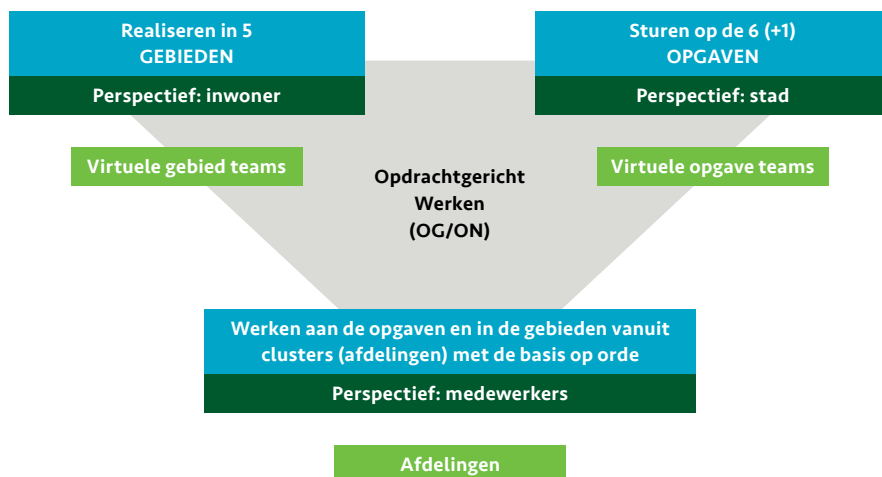 Realiseren in 5
GEBIEDEN
Perspectief: inwoner
Virtuele gebied teams
Sturen op de 6 (+1)
OPGAVEN
Perspectief: stad
Virtuele opgave teams
Opdrachtgericht
Werken
(OG/ON)
Werken aan de opgaven en in de gebieden vanuit
clusters (afdelingen) met de basis op orde
Perspectief: medewerkers
Afdelingen